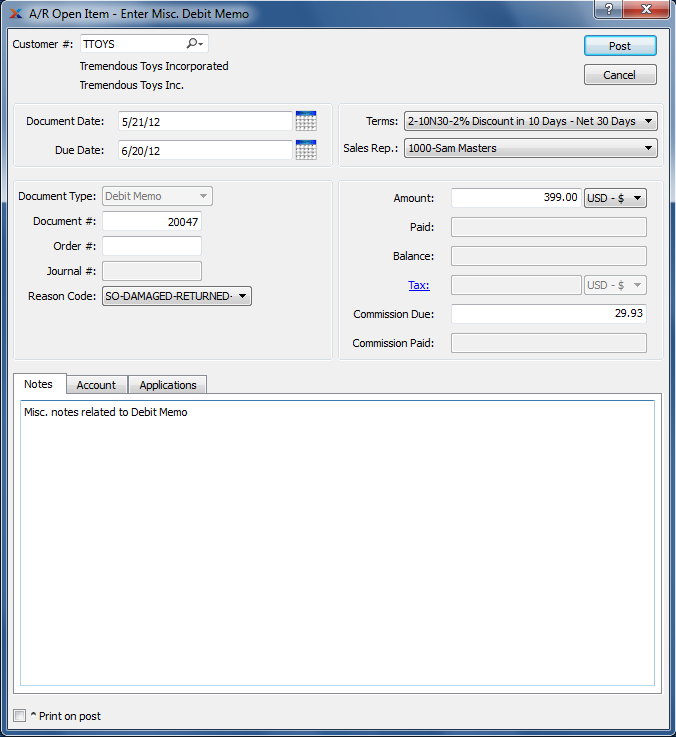 A/R Open Item - Enter Misc. Debit Memo
?
X
Customer #: TTOYS
Post
Tremendous Toys Incorporated
Cancel
Tremendous Toys Inc.
Document Date: 5/21/12
Terms: 2-10N30-2% Discount in 10 Days - Net 30 Days
Due Date: 6/20/12
Sales Rep.: 1000-Sam Masters
Document Type: Debit Memo
Amount: 399.00 USD - $
Document #: 20047
Paid:
Order #:
Balance:
Journal #:
Tax: USD - $
Reason Code: SO-DAMAGED-RETURNED-
Commission Due: 29.93
Commission Paid:
Notes Account Applications
Misc. notes related to Debit Memo
^ Print on post